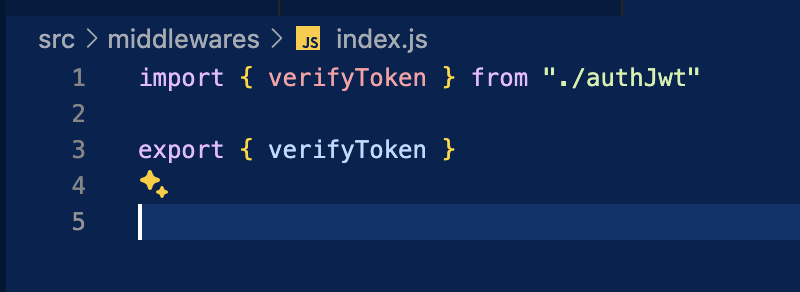 src > middlewares > JS index.js
1 import { verifyToken } from "./authJwt"
2
3 export { verifyToken }
4
5